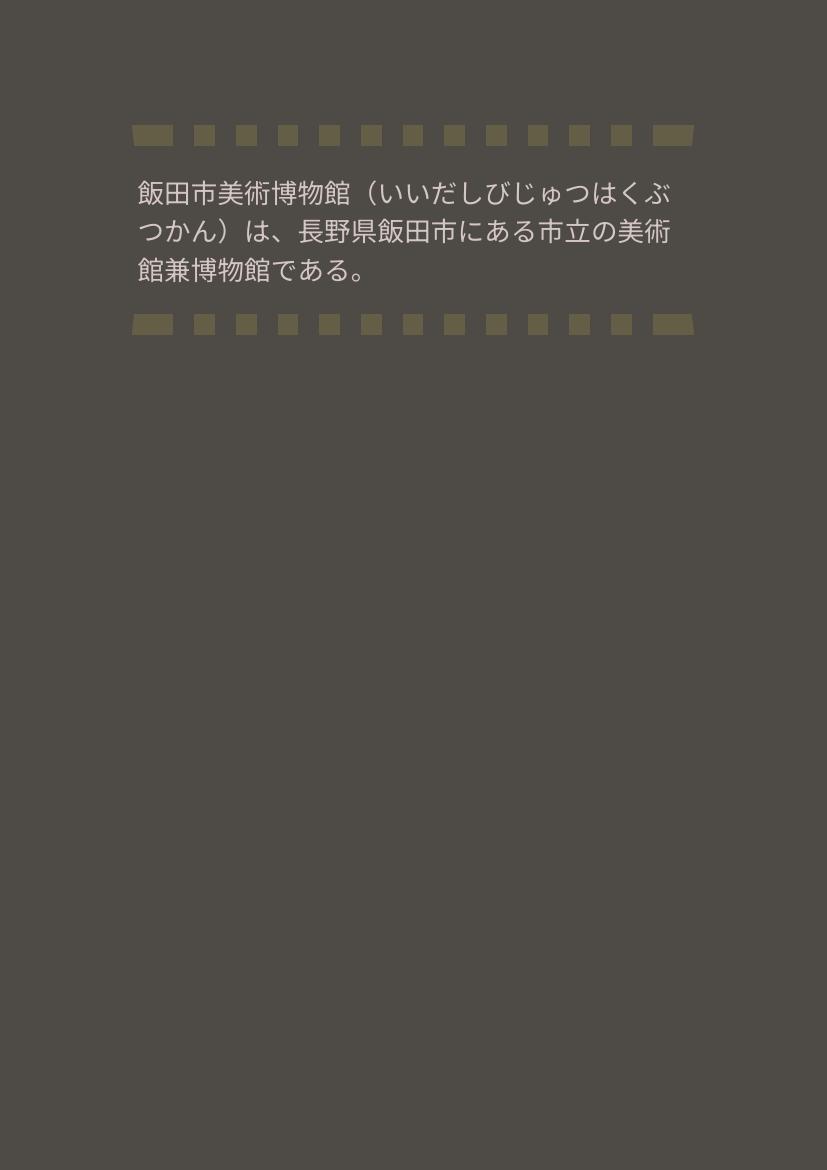 飯田市美術博物館（いいだしびじゅつはくぶ
つかん）は、長野県飯田市にある市立の美術
館兼博物館である。